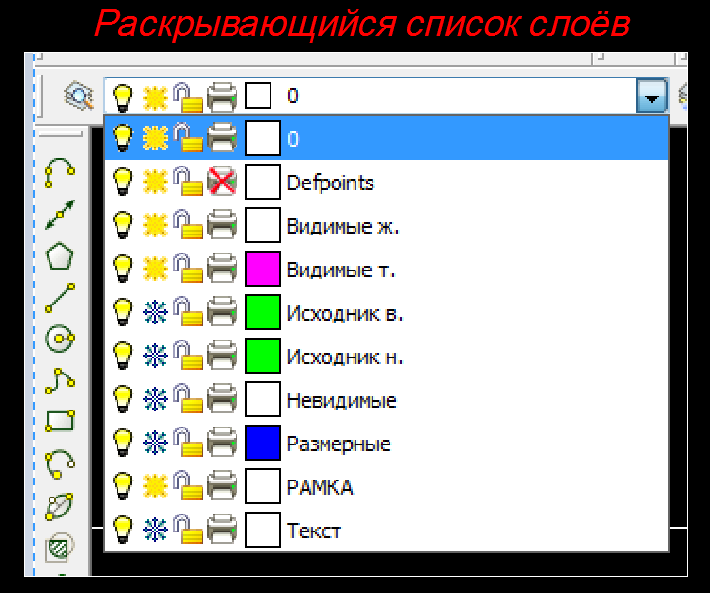 Раскрывающийся список слоёв
0
0
Defpoints
Видимые ж.
Видимые т.
Исходник в.
Исходник н.
Невидимые
Размерные
РАМКА
Текст